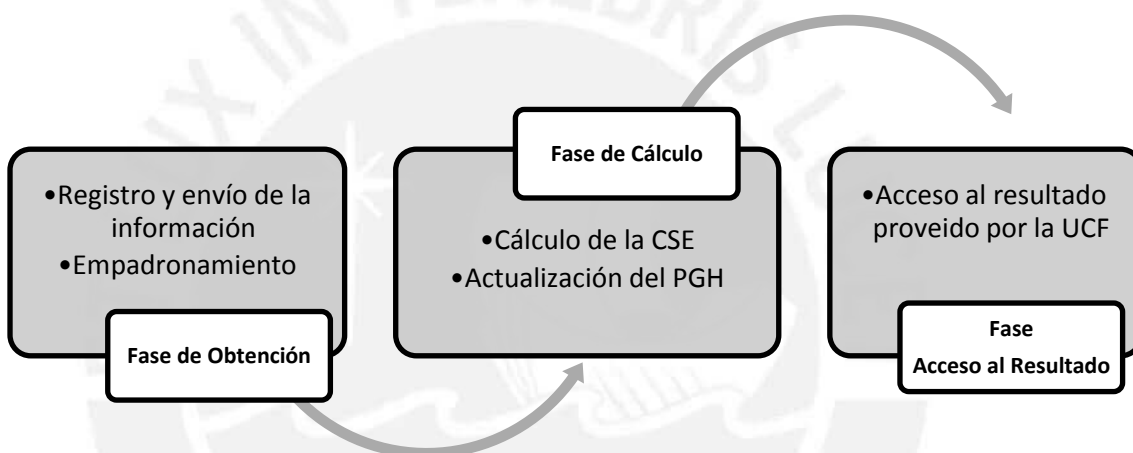 •Registro y envío de la
información
•Empadronamiento
Fase de Obtención
Fase de Cálculo
•Cálculo de la CSE
•Actualización del PGH
•Acceso al resultado
proveido por la UCF
Fase
Acceso al Resultado